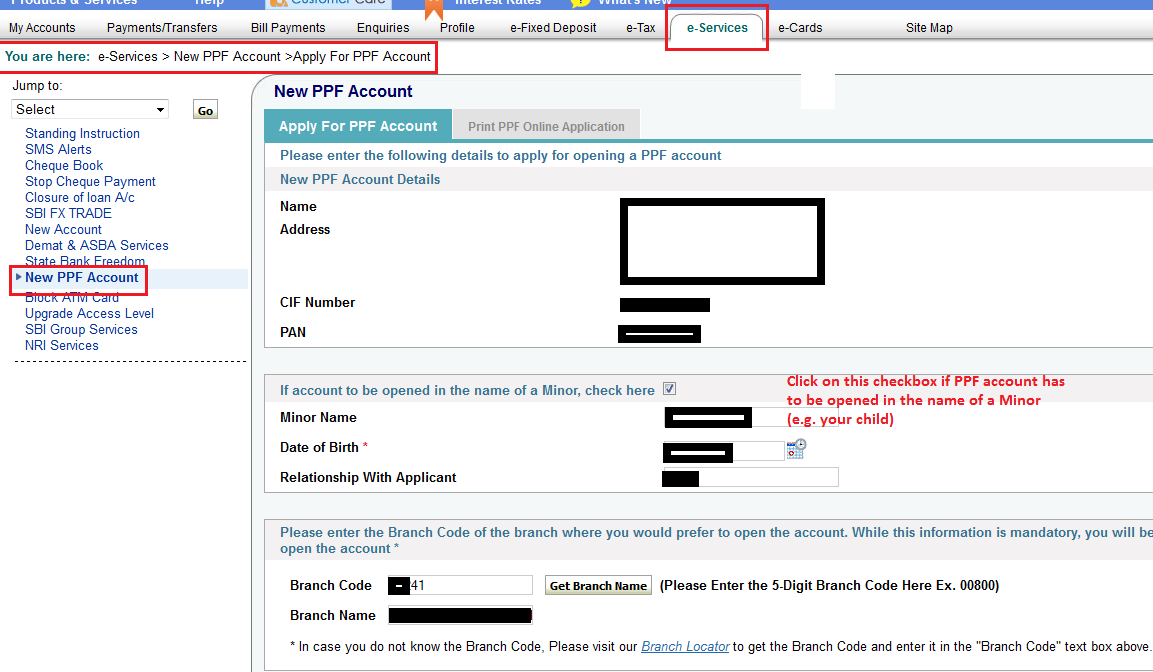 Products & Services Help Customer Care Interest Rates What's New
My Accounts Payments/Transfers Bill Payments Enquiries Profile e-Fixed Deposit e-Tax e-Services e-Cards Site Map
You are here: e-Services > New PPF Account >Apply For PPF Account
Jump to:
Select Go
Standing Instruction
SMS Alerts
Cheque Book
Stop Cheque Payment
Closure of loan A/c
SBI FX TRADE
New Account
Demat & ASBA Services
State Bank Freedom
New PPF Account
Block ATM Card
Upgrade Access Level
SBI Group Services
NRI Services
New PPF Account
Apply For PPF Account Print PPF Online Application
Please enter the following details to apply for opening a PPF account
New PPF Account Details
Name
Address
CIF Number
PAN
If account to be opened in the name of a Minor, check here
Click on this checkbox if PPF account has
to be opened in the name of a Minor
(e.g. your child)
Minor Name
Date of Birth *
Relationship With Applicant
Please enter the Branch Code of the branch where you would prefer to open the account. While this information is mandatory, you will be
open the account *
Branch Code 41 Get Branch Name (Please Enter the 5-Digit Branch Code Here Ex. 00800)
Branch Name
* In case you do not know the Branch Code, Please visit our Branch Locator to get the Branch Code and enter it in the "Branch Code" text box above.